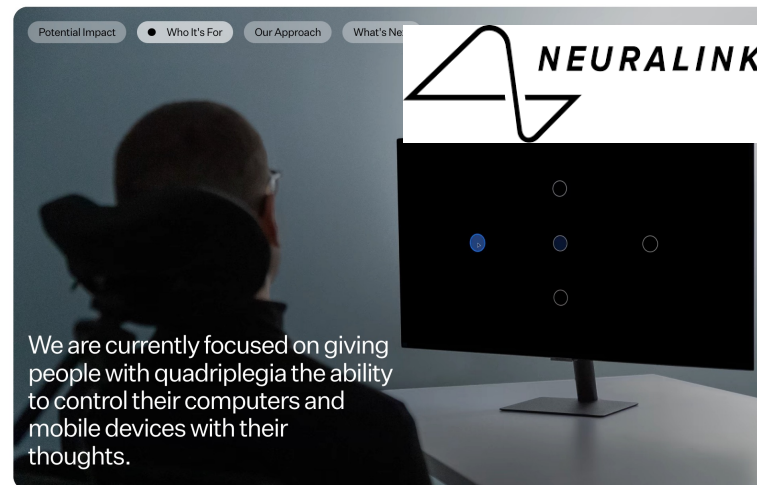 Potential Impact
Who It's For
Our Approach
What's Ne
NEURALINK
We are currently focused on giving
people with quadriplegia the ability
to control their computers and
mobile devices with their
thoughts.